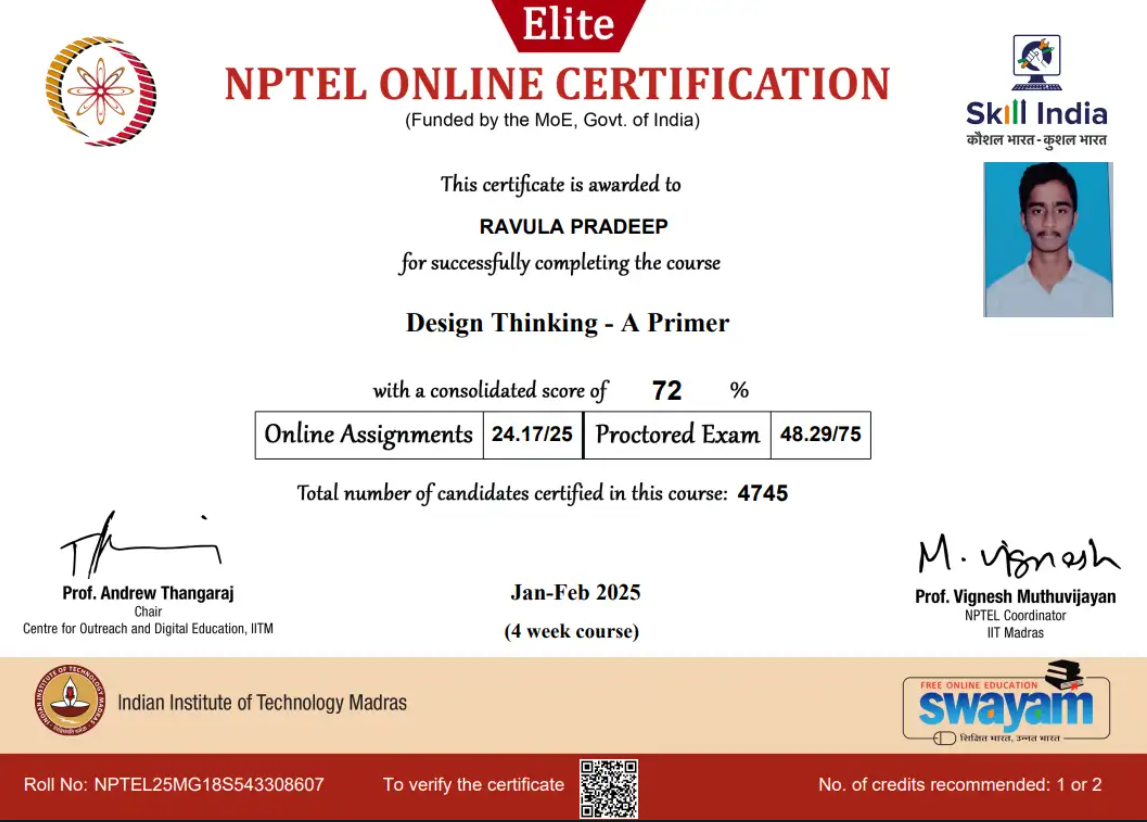 Elite
NPTEL ONLINE CERTIFICATION
(Funded by the MoE, Govt. of India)
Skill India
कौशल भारत - कुशल भारत
This certificate is awarded to
RAVULA PRADEEP
for successfully completing the course
Design Thinking - A Primer
with a consolidated score of 72 %
Online Assignments 24.17/25 Proctored Exam 48.29/75
Total number of candidates certified in this course: 4745
M. Vignesh
Prof. Andrew Thangaraj
Chair
Centre for Outreach and Digital Education, IITM
Jan-Feb 2025
(4 week course)
Prof. Vignesh Muthuvijayan
NPTEL Coordinator
IIT Madras
INDIAN INSTITUTE OF TECHNOLOGY MADRAS
Indian Institute of Technology Madras
FREE ONLINE EDUCATION
swayam
शिक्षित भारत, उन्नत भारत
Roll No: NPTEL25MG18S543308607
To verify the certificate
No. of credits recommended: 1 or 2